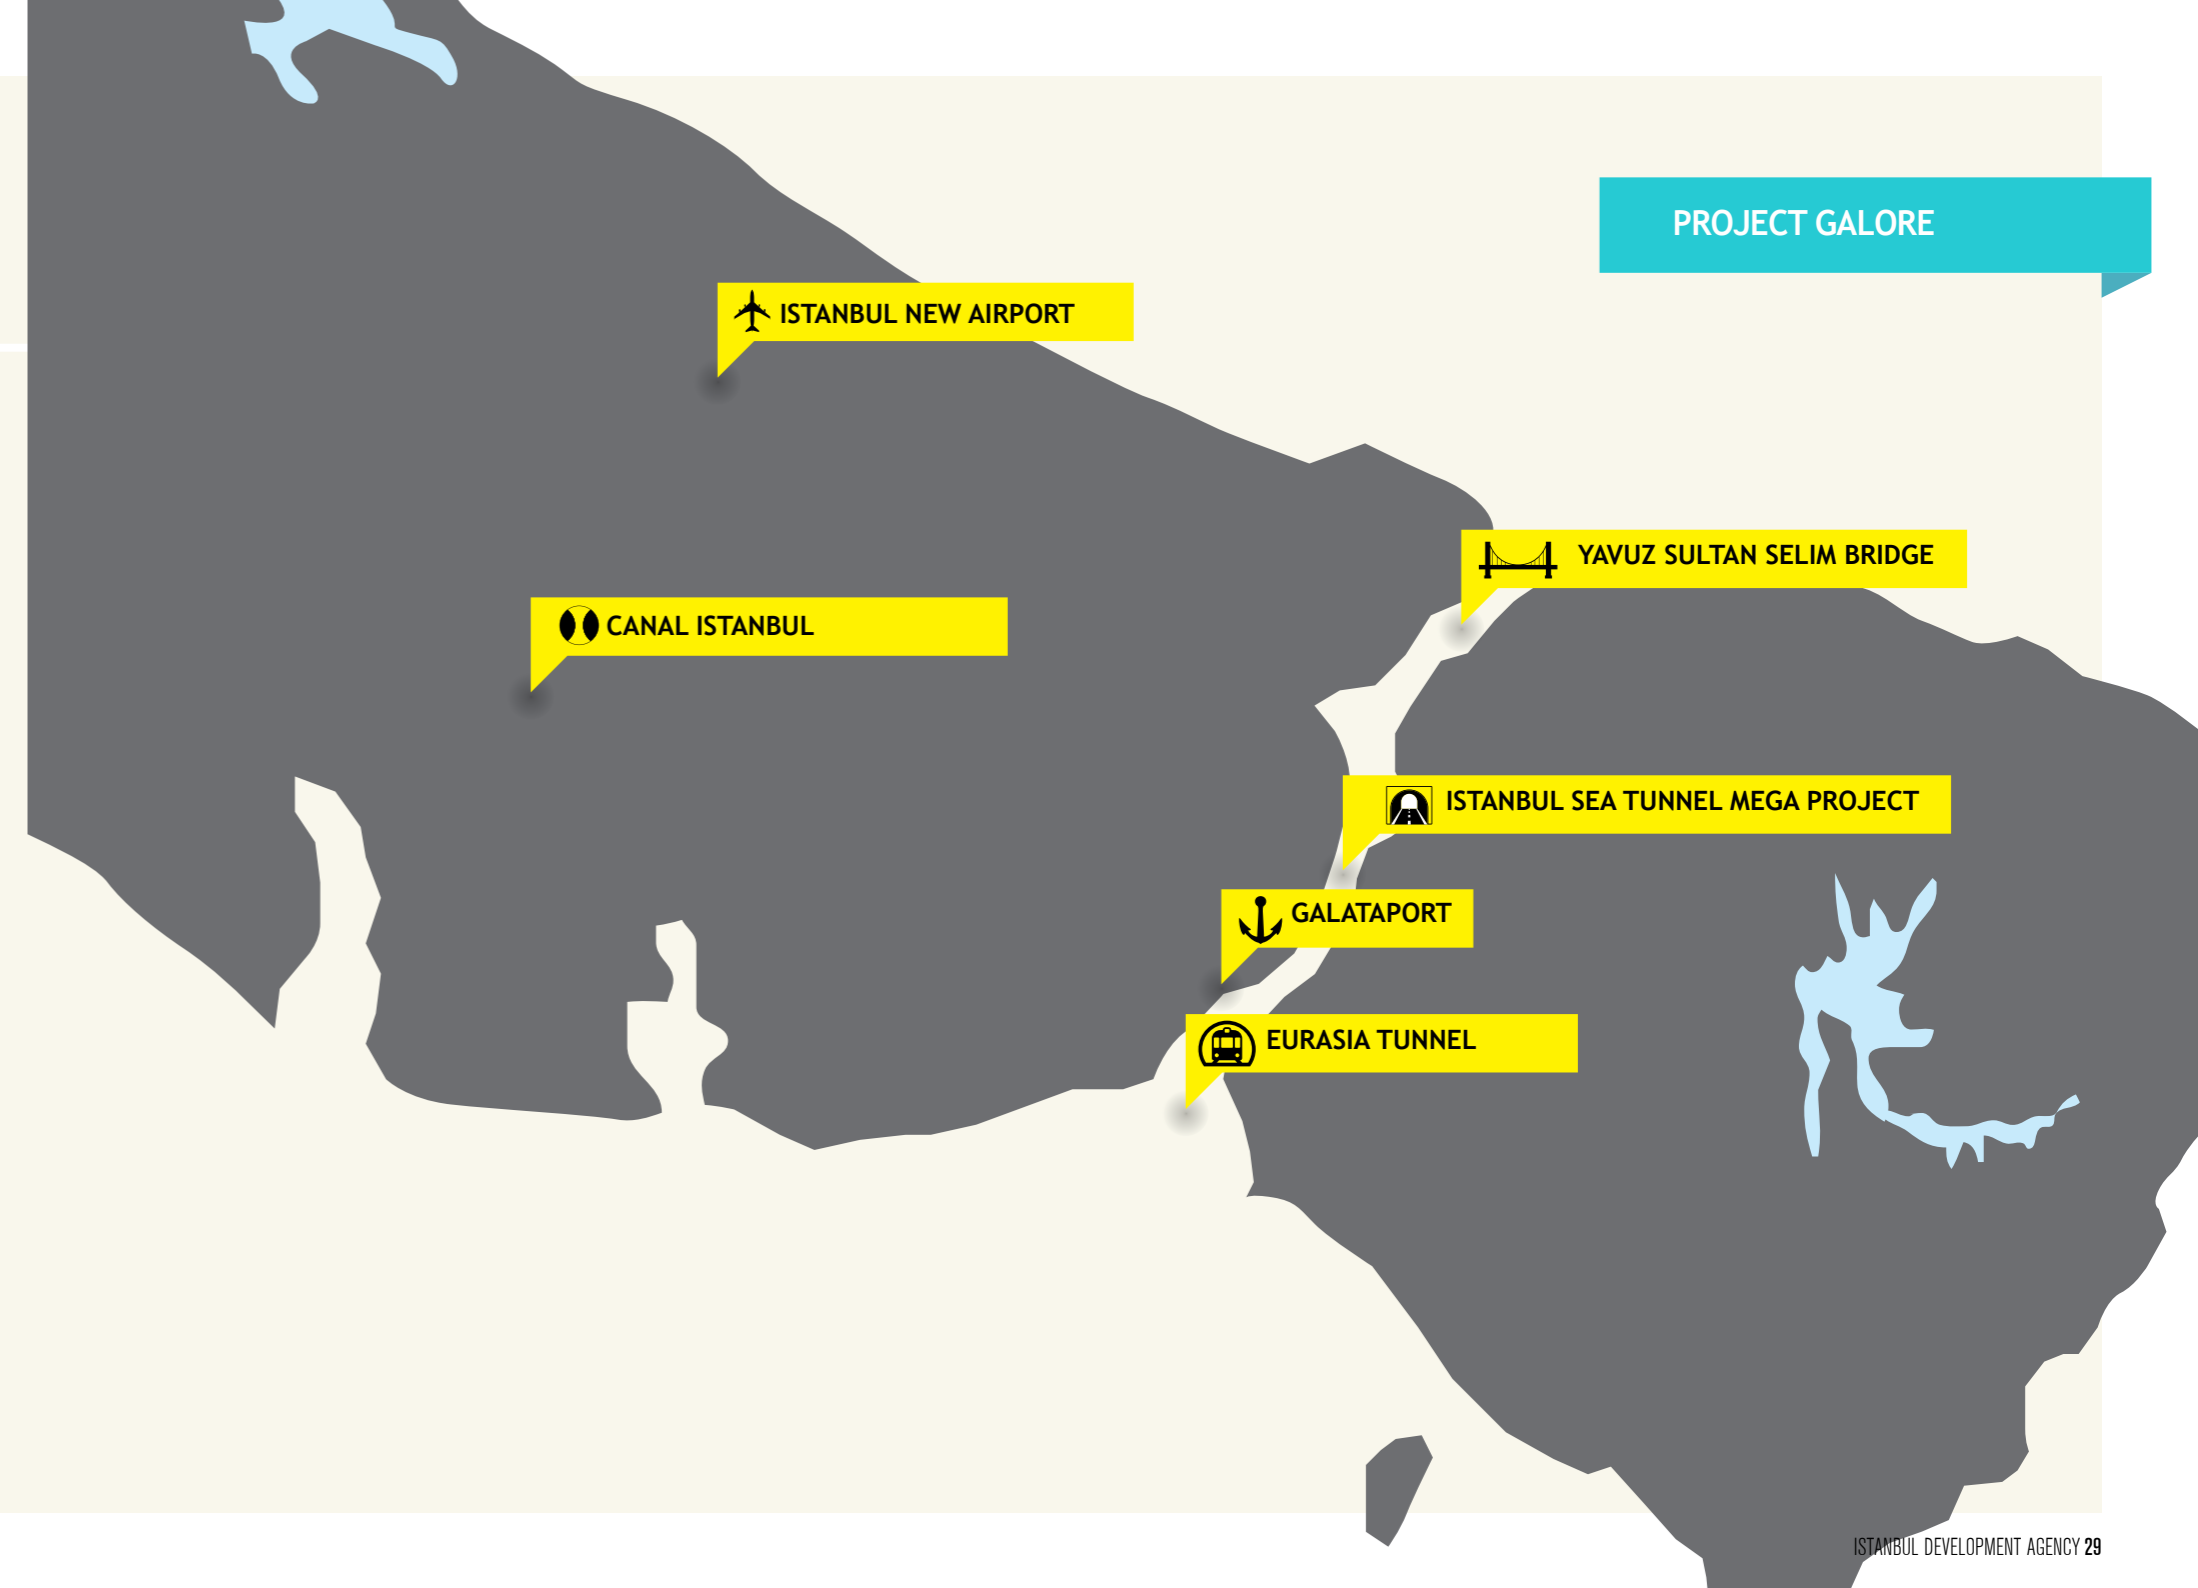 PROJECT GALORE
ISTANBUL NEW AIRPORT
YAVUZ SULTAN SELIM BRIDGE
CANAL ISTANBUL
ISTANBUL SEA TUNNEL MEGA PROJECT
GALATAPORT
EURASIA TUNNEL
ISTANBUL DEVELOPMENT AGENCY 29